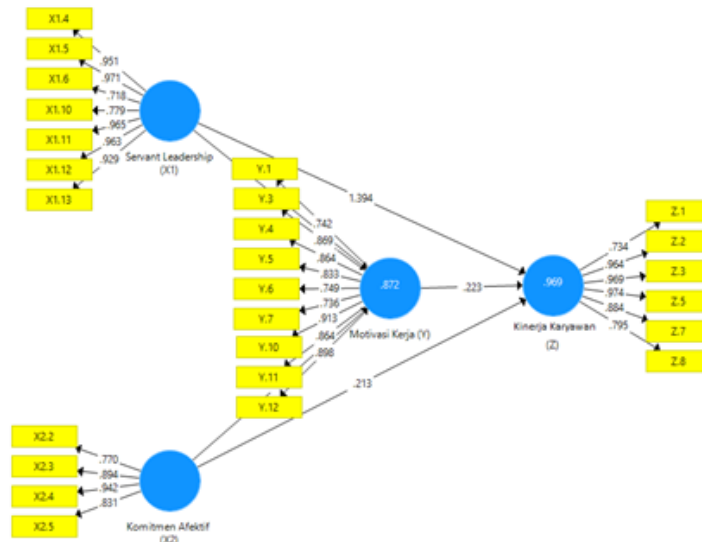 X1.4
X1.5
X1.6
X1.10
X1.11
X1.12
X1.13
.951
.971
.718
.779
.965
.963
.929
Servant Leadership
(X1)
Y.1
Y.3
Y.4
Y.5
Y.6
Y.7
Y.10
Y.11
Y.12
.742
.869
.864
.833
.749
.736
.913
.864
.898
.872
Motivasi Kerja (Y)
1.394
.223
.213
.969
Kinerja Karyawan
(Z)
.734
.964
.969
.974
.884
.795
Z.1
Z.2
Z.3
Z.5
Z.7
Z.8
X2.2
X2.3
X2.4
X2.5
.770
.894
.942
.831
Komitmen Afektif
(X2)